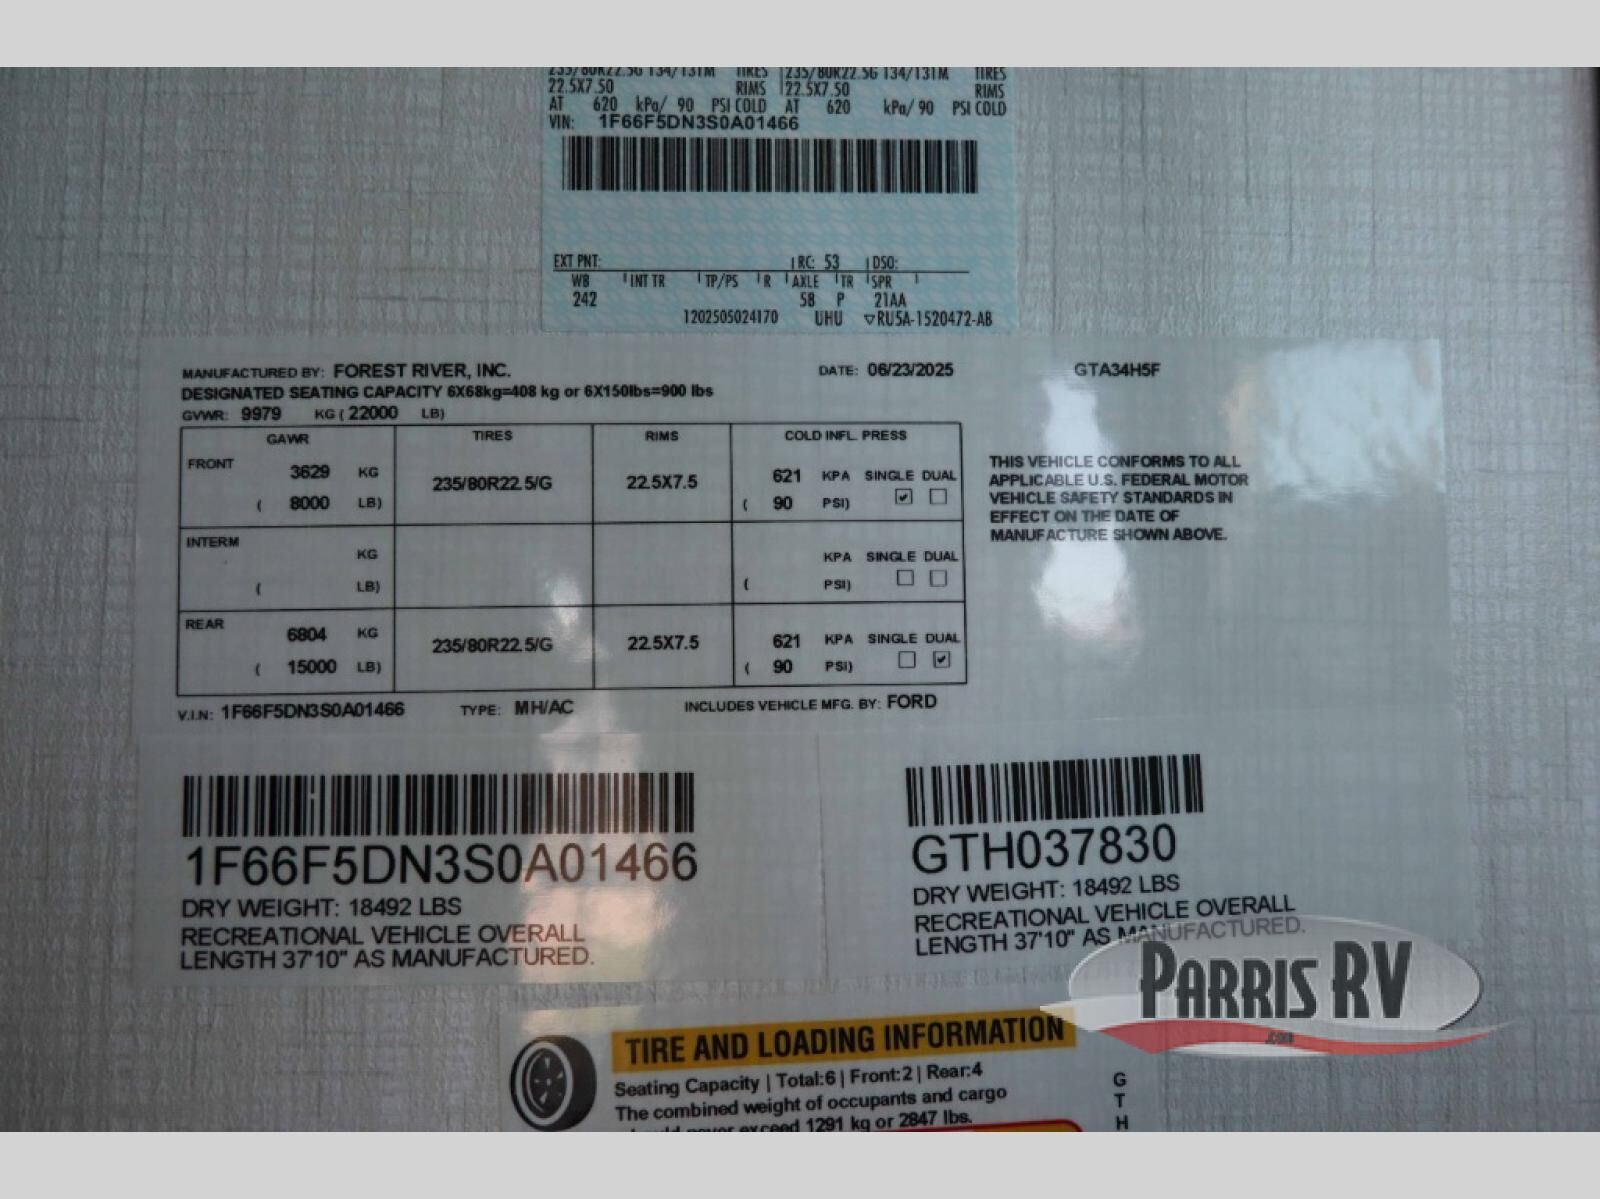 235/80R22.5G 134/131M TIRES 235/80R22.5G 134/131M TIRES
22.5X7.50 RIMS 22.5X7.50 RIMS
AT 620 kPa/ 90 PSI COLD AT 620 kPa/ 90 PSI COLD
VIN: 1F66F5DN3S0A01466
EXT PNT: RC: 53 DSO:
WB INT TR TP/PS R AXLE TR SPR
242 58 P 21AA
1202505024170 UHU ▽RU5A-1520472-AB
MANUFACTURED BY: FOREST RIVER, INC. DATE: 06/23/2025 GTA34H5F
DESIGNATED SEATING CAPACITY 6X68kg=408 kg or 6X150lbs=900 lbs
GVWR: 9979 KG ( 22000 LB)
GAWR TIRES RIMS COLD INFL. PRESS
FRONT 3629 KG 235/80R22.5/G 22.5X7.5 621 KPA SINGLE DUAL
( 8000 LB) ( 90 PSI) ☑ ☐
INTERM KG KPA SINGLE DUAL
( LB) ( PSI) ☐ ☐
REAR 6804 KG 235/80R22.5/G 22.5X7.5 621 KPA SINGLE DUAL
( 15000 LB) ( 90 PSI) ☐ ☑
THIS VEHICLE CONFORMS TO ALL
APPLICABLE U.S. FEDERAL MOTOR
VEHICLE SAFETY STANDARDS IN
EFFECT ON THE DATE OF
MANUFACTURE SHOWN ABOVE.
V.I.N: 1F66F5DN3S0A01466 TYPE: MH/AC INCLUDES VEHICLE MFG. BY: FORD
1F66F5DN3S0A01466
DRY WEIGHT: 18492 LBS
RECREATIONAL VEHICLE OVERALL
LENGTH 37'10" AS MANUFACTURED.
GTH037830
DRY WEIGHT: 18492 LBS
RECREATIONAL VEHICLE OVERALL
LENGTH 37'10" AS MANUFACTURED.
PARRIS RV
.com
TIRE AND LOADING INFORMATION
Seating Capacity | Total:6 | Front:2 | Rear:4
The combined weight of occupants and cargo
should never exceed 1291 kg or 2847 lbs.
G
T
H